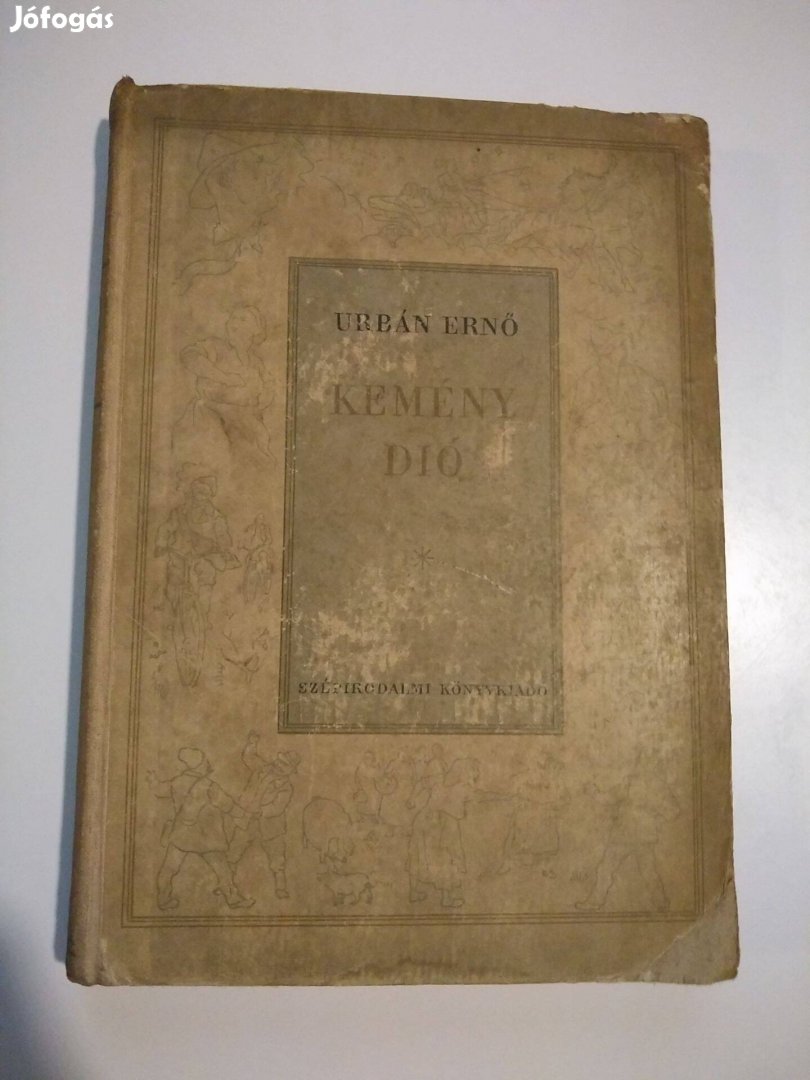 Jófogás
URBÁN ERNŐ
KEMÉNY
DIÓ
*
SZÉPIRODALMI KÖNYVKIADÓ